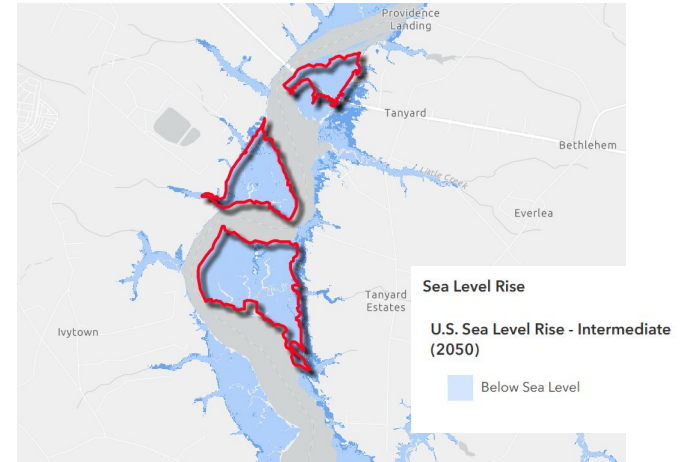 Providence
Landing
Tanyard
Bethlehem
J Little Creek
Everlea
Tanyard
Estates
Ivytown
Sea Level Rise
U.S. Sea Level Rise - Intermediate
(2050)
Below Sea Level